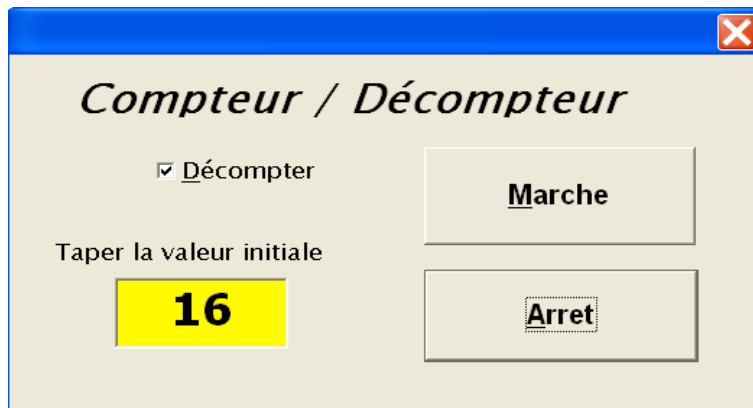 Compteur / Décompteur
Décompter
Marche
Taper la valeur initiale
16
Arret